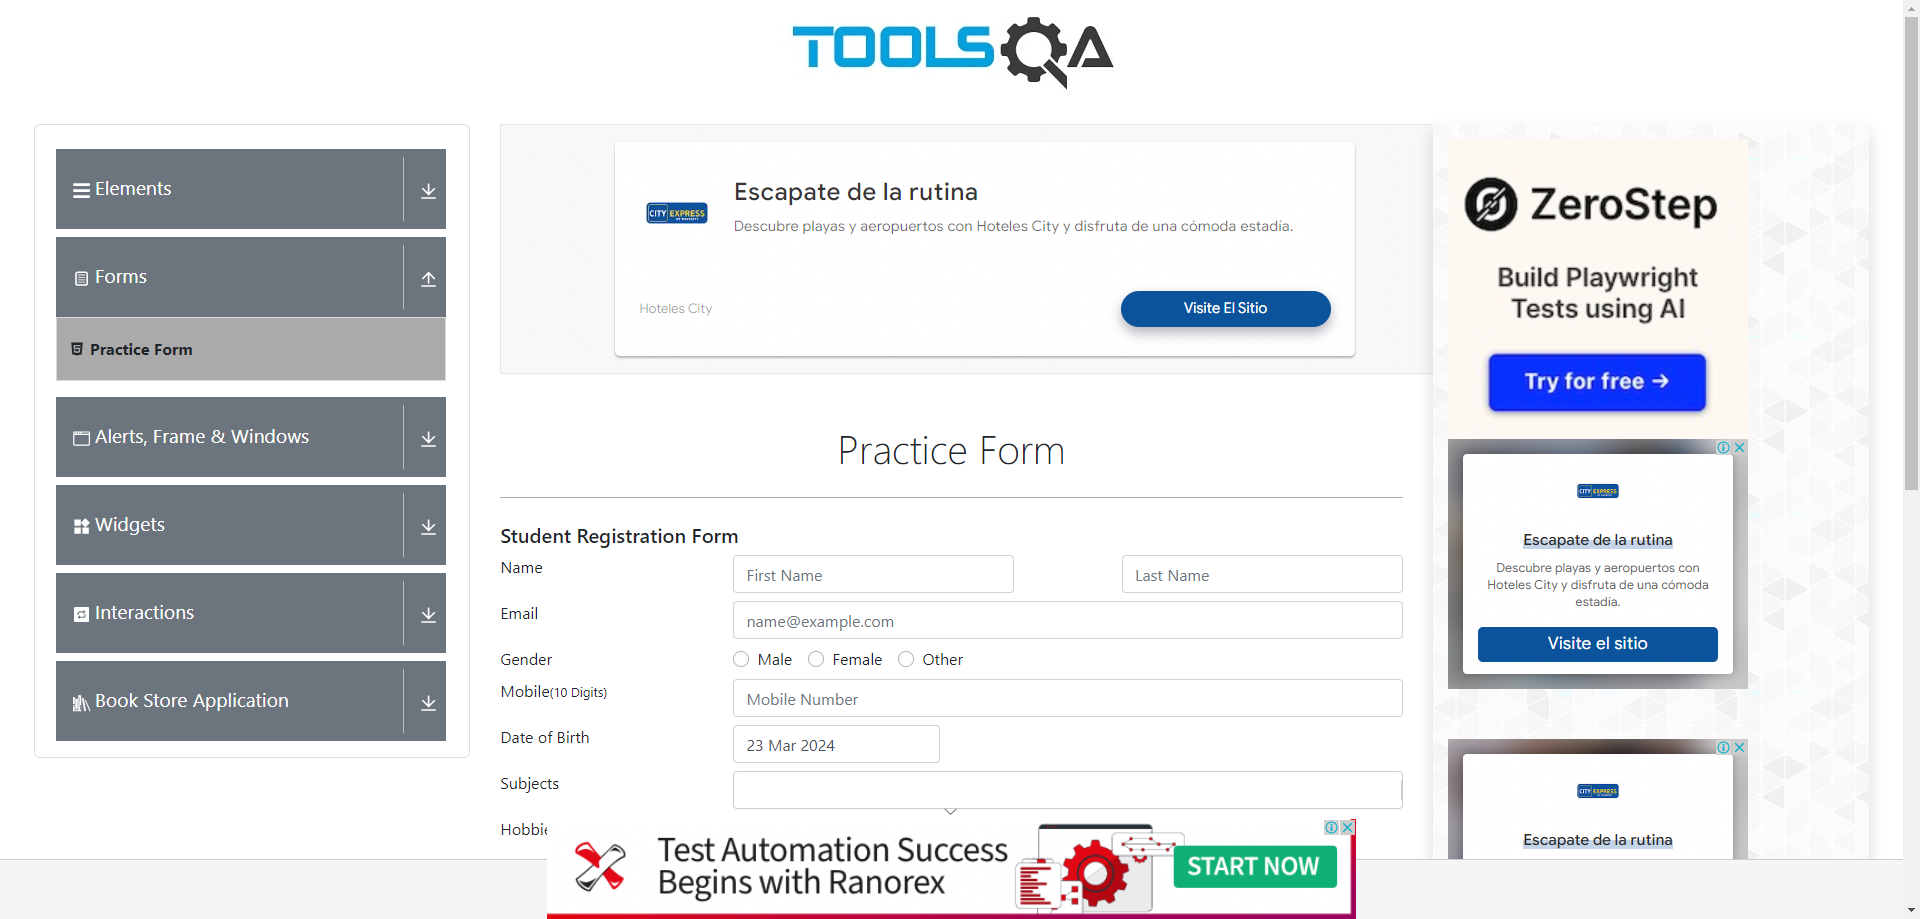 TOOLSQA
Elements
Forms
Practice Form
Alerts, Frame & Windows
Widgets
Interactions
Book Store Application
CITY EXPRESS
Escapate de la rutina
Descubre playas y aeropuertos con Hoteles City y disfruta de una cómoda estadía.
Hoteles City
Visite El Sitio
Practice Form
Student Registration Form
Name
First Name
Last Name
Email
name@example.com
Gender
Male
Female
Other
Mobile(10 Digits)
Mobile Number
Date of Birth
23 Mar 2024
Subjects
Test Automation Success
Begins with Ranorex
START NOW
ZeroStep
Build Playwright
Tests using AI
Try for free →
CITY EXPRESS
Escapate de la rutina
Descubre playas y aeropuertos con
Hoteles City y disfruta de una cómoda
estadía.
Visite el sitio
CITY EXPRESS
Escapate de la rutina